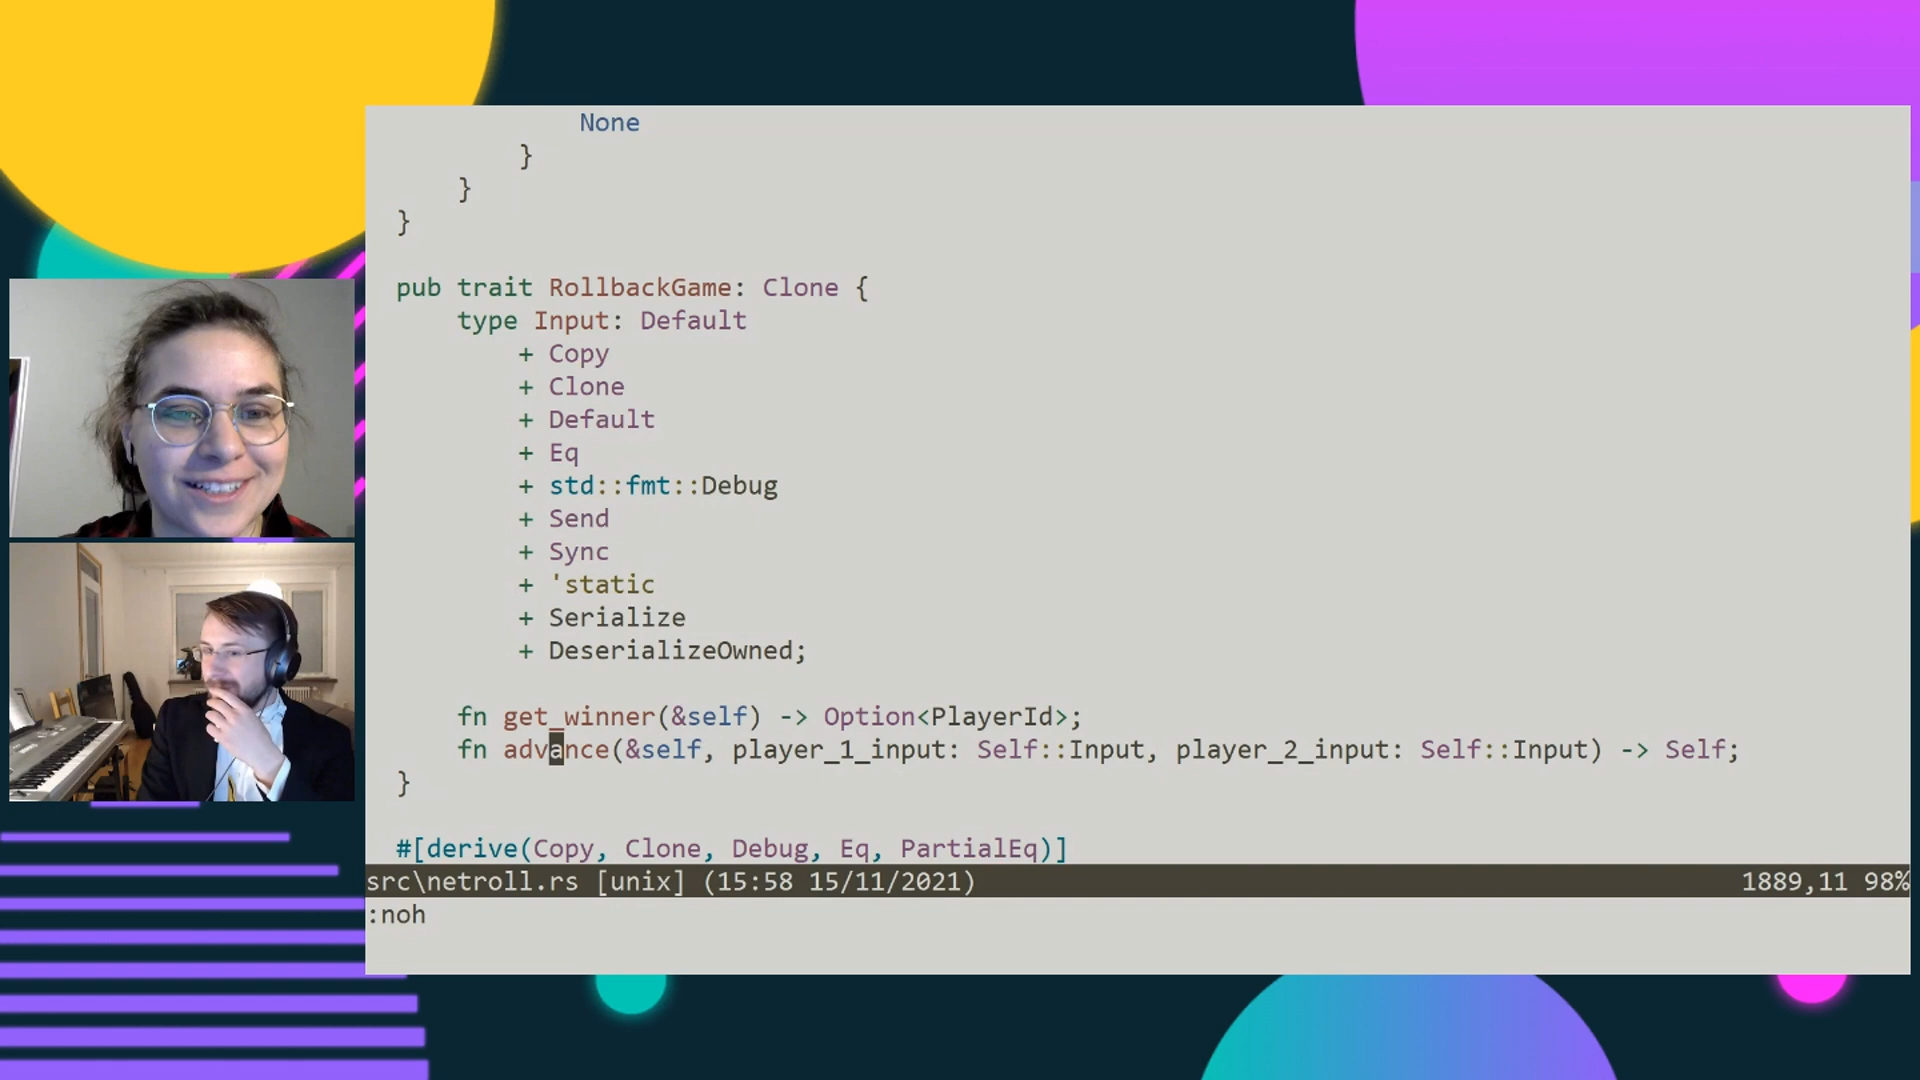 None
}
}
}
pub trait RollbackGame: Clone {
type Input: Default
+ Copy
+ Clone
+ Default
+ Eq
+ std::fmt::Debug
+ Send
+ Sync
+ 'static
+ Serialize
+ DeserializeOwned;
fn get_winner(&self) -> Option<PlayerId>;
fn advance(&self, player_1_input: Self::Input, player_2_input: Self::Input) -> Self;
}
#[derive(Copy, Clone, Debug, Eq, PartialEq)]
src\netroll.rs [unix] (15:58 15/11/2021) 1889,11 98%
:noh